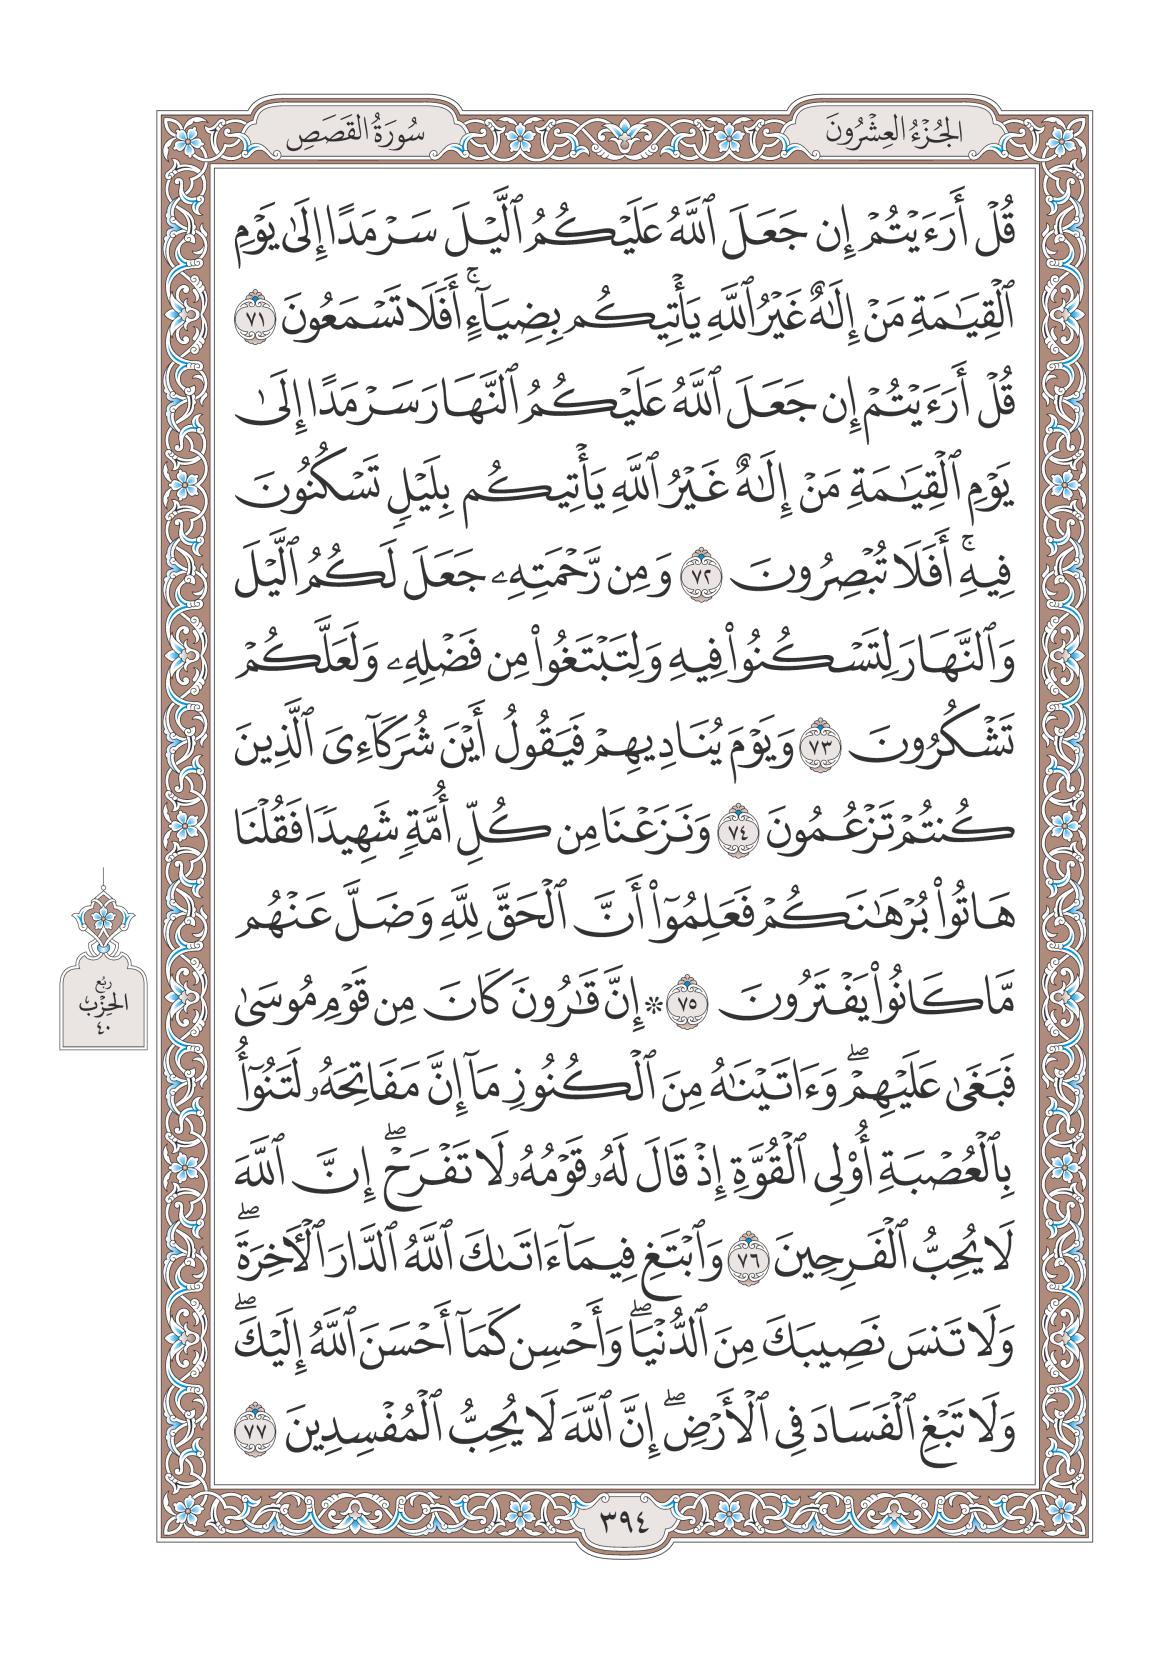 الجُزْءُ العِشْرُونَ
سُورَةُ القَصَصِ
قُلْ أَرَءَيْتُمْ إِن جَعَلَ ٱللَّهُ عَلَيْكُمُ ٱلَّيْلَ سَرْمَدًا إِلَىٰ يَوْمِ
ٱلْقِيَـٰمَةِ مَنْ إِلَـٰهٌ غَيْرُ ٱللَّهِ يَأْتِيكُم بِضِيَآءٍ ۚ أَفَلَا تَسْمَعُونَ ٧١
قُلْ أَرَءَيْتُمْ إِن جَعَلَ ٱللَّهُ عَلَيْكُمُ ٱلنَّهَارَ سَرْمَدًا إِلَىٰ
يَوْمِ ٱلْقِيَـٰمَةِ مَنْ إِلَـٰهٌ غَيْرُ ٱللَّهِ يَأْتِيكُم بِلَيْلٍ تَسْكُنُونَ
فِيهِ ۚ أَفَلَا تُبْصِرُونَ ٧٢ وَمِن رَّحْمَتِهِۦ جَعَلَ لَكُمُ ٱلَّيْلَ
وَٱلنَّهَارَ لِتَسْكُنُوا۟ فِيهِ وَلِتَبْتَغُوا۟ مِن فَضْلِهِۦ وَلَعَلَّكُمْ
تَشْكُرُونَ ٧٣ وَيَوْمَ يُنَادِيهِمْ فَيَقُولُ أَيْنَ شُرَكَآءِىَ ٱلَّذِينَ
كُنتُمْ تَزْعُمُونَ ٧٤ وَنَزَعْنَا مِن كُلِّ أُمَّةٍ شَهِيدًا فَقُلْنَا
هَاتُوا۟ بُرْهَـٰنَكُمْ فَعَلِمُوٓا۟ أَنَّ ٱلْحَقَّ لِلَّهِ وَضَلَّ عَنْهُم
مَّا كَانُوا۟ يَفْتَرُونَ ٧٥ ۞ إِنَّ قَـٰرُونَ كَانَ مِن قَوْمِ مُوسَىٰ
فَبَغَىٰ عَلَيْهِمْ ۖ وَءَاتَيْنَـٰهُ مِنَ ٱلْكُنُوزِ مَآ إِنَّ مَفَاتِحَهُۥ لَتَنُوٓأُ
بِٱلْعُصْبَةِ أُو۟لِى ٱلْقُوَّةِ إِذْ قَالَ لَهُۥ قَوْمُهُۥ لَا تَفْرَحْ ۖ إِنَّ ٱللَّهَ
لَا يُحِبُّ ٱلْفَرِحِينَ ٧٦ وَٱبْتَغِ فِيمَآ ءَاتَىٰكَ ٱللَّهُ ٱلدَّارَ ٱلْـَٔاخِرَةَ ۖ
وَلَا تَنسَ نَصِيبَكَ مِنَ ٱلدُّنْيَا ۖ وَأَحْسِن كَمَآ أَحْسَنَ ٱللَّهُ إِلَيْكَ ۖ
وَلَا تَبْغِ ٱلْفَسَادَ فِى ٱلْأَرْضِ ۖ إِنَّ ٱللَّهَ لَا يُحِبُّ ٱلْمُفْسِدِينَ ٧٧
رُبُع
الحِزْب
٤٠
٣٩٤